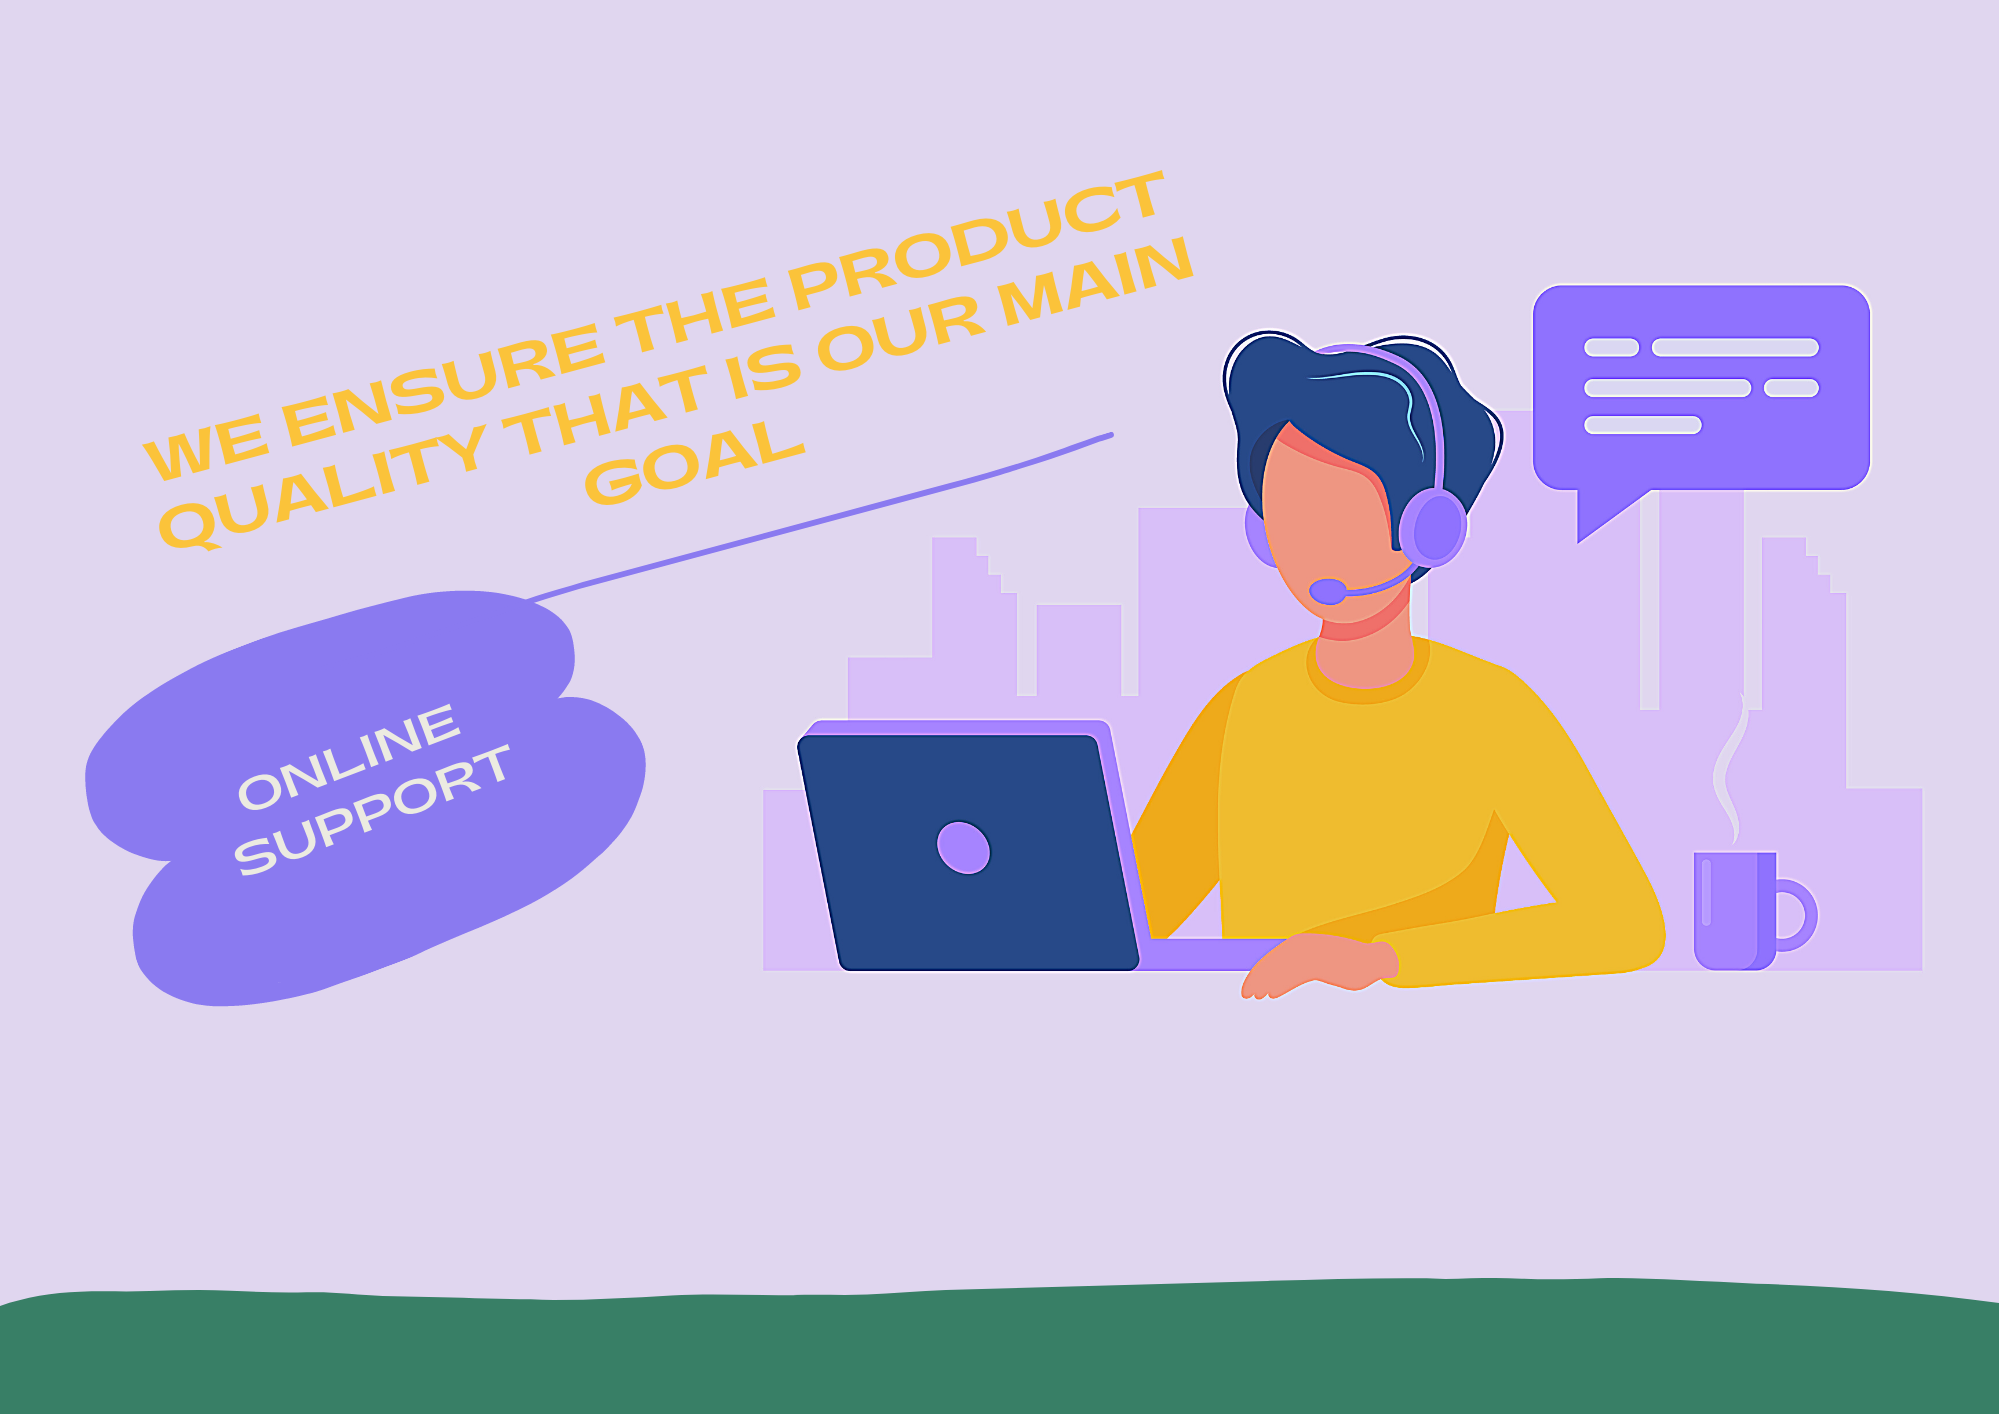 WE ENSURE THE PRODUCT
QUALITY THAT IS OUR MAIN
GOAL
ONLINE
SUPPORT